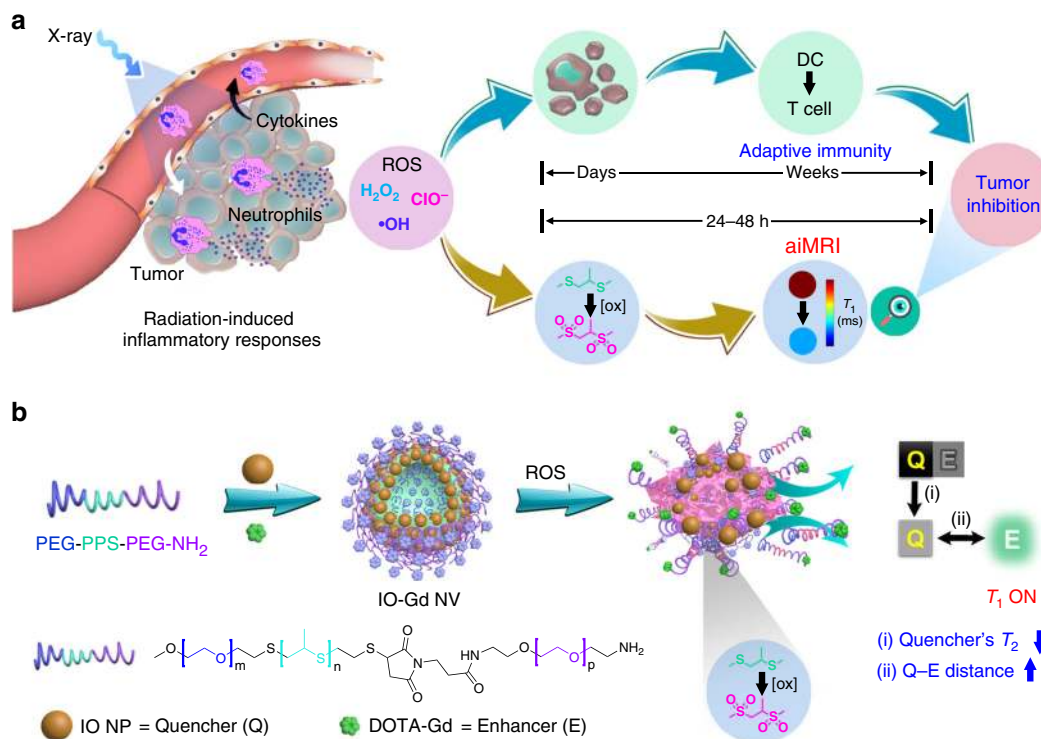 a
X-ray
Cytokines
Neutrophils
Tumor
Radiation-induced
inflammatory responses
ROS
H₂O₂
ClO⁻
•OH
DC
T cell
Adaptive immunity
Days
Weeks
24–48 h
aiMRI
[ox]
O
O
S
S
O
O
T₁
(ms)
Tumor
inhibition
b
PEG-PPS-PEG-NH₂
IO-Gd NV
ROS
Q E
(i)
Q
(ii)
E
T₁ ON
(i) Quencher's T₂
(ii) Q–E distance
O
O
m
S
S
n
S
O
N
O
O
H
N
O
O
p
NH₂
S
S
[ox]
O
O
S
S
O
O
IO NP = Quencher (Q)
DOTA-Gd = Enhancer (E)